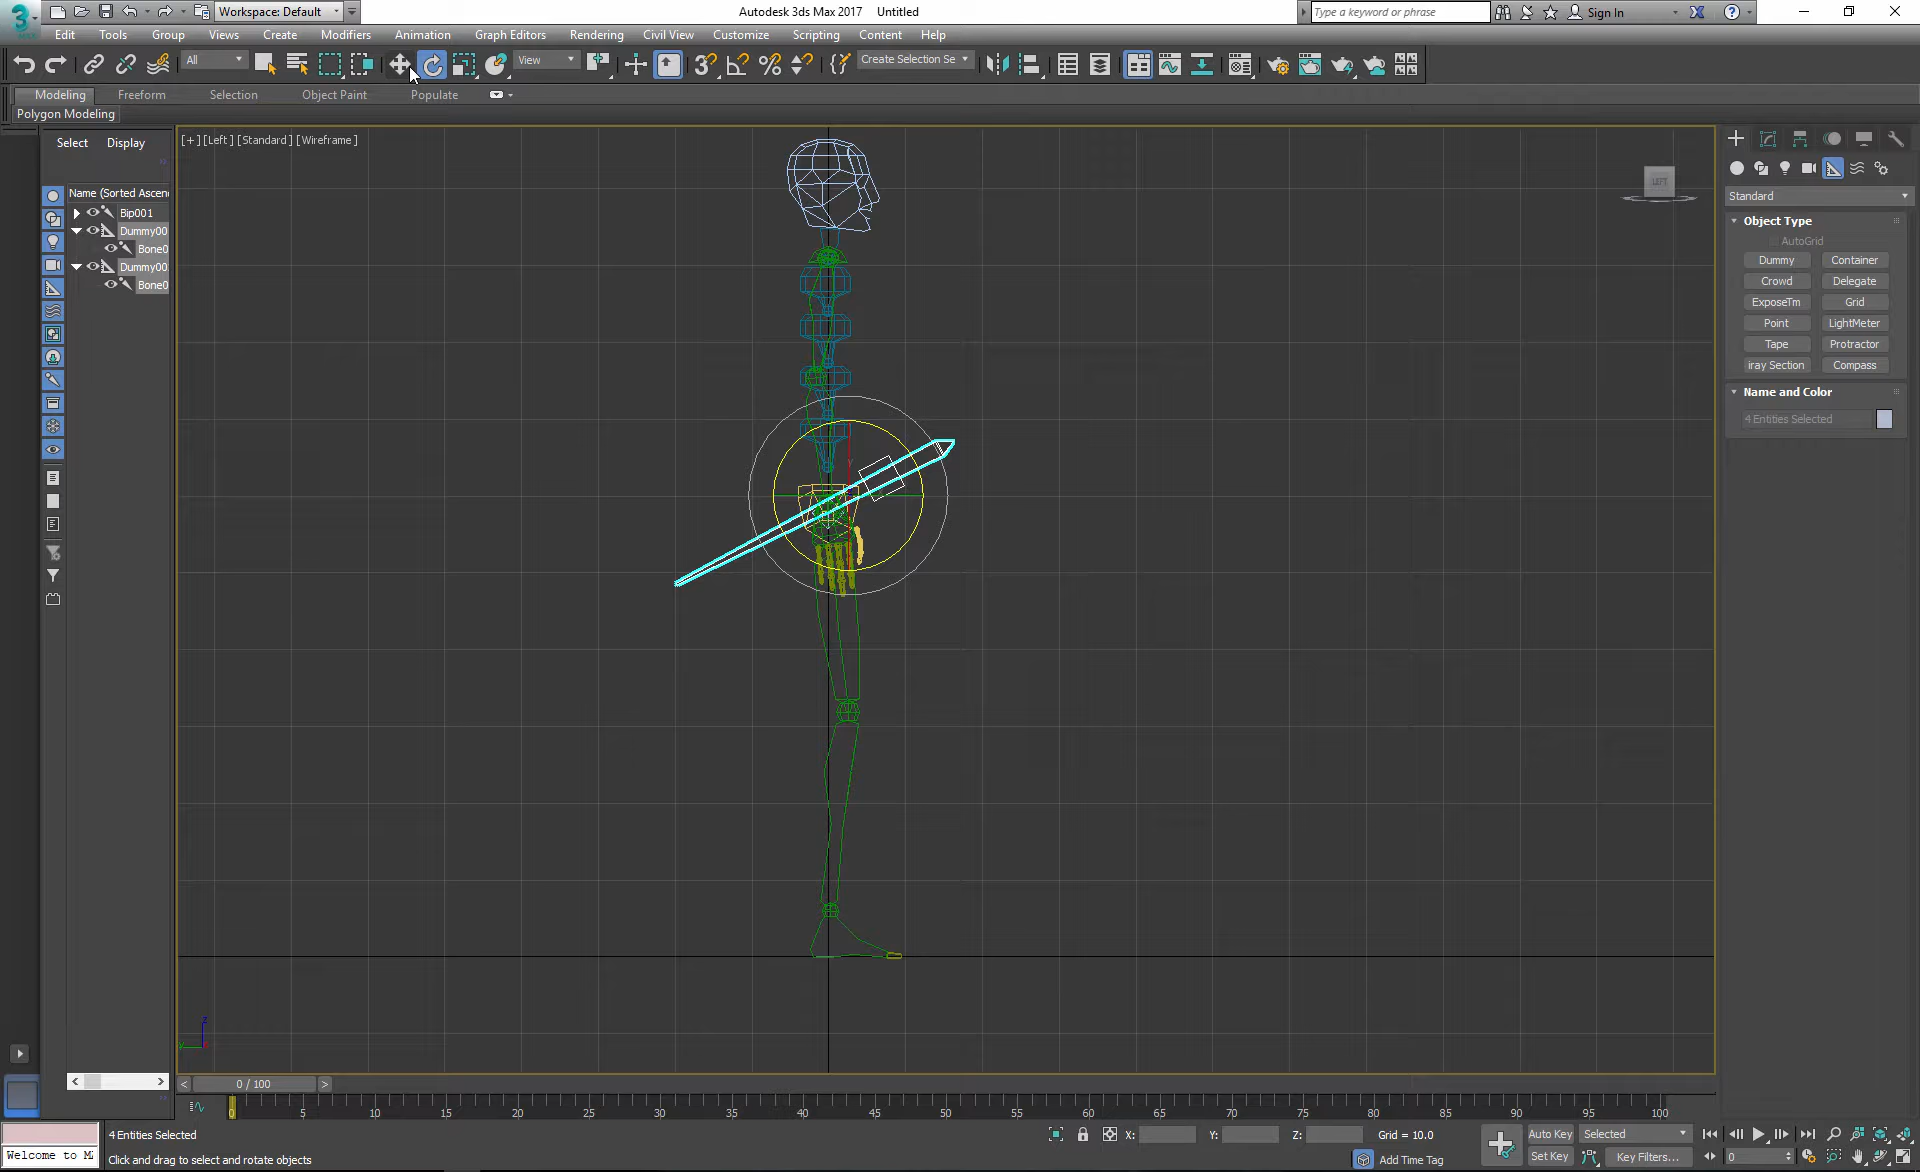 Workspace: Default
Autodesk 3ds Max 2017 Untitled
Type a keyword or phrase
Sign In
Edit Tools Group Views Create Modifiers Animation Graph Editors Rendering Civil View Customize Scripting Content Help
All
View
Create Selection Se
Modeling Freeform Selection Object Paint Populate
Polygon Modeling
Select Display
[+] [Left] [Standard] [Wireframe]
Name (Sorted Ascen
Bip001
Dummy00
Bone0
Dummy00
Bone0
LEFT
Standard
Object Type
AutoGrid
Dummy Container
Crowd Delegate
ExposeTm Grid
Point LightMeter
Tape Protractor
iray Section Compass
Name and Color
4 Entities Selected
z
y
< 0 / 100 >
0 5 10 15 20 25 30 35 40 45 50 55 60 65 70 75 80 85 90 95 100
4 Entities Selected
X: Y: Z: Grid = 10.0
Auto Key Selected
Welcome to M
Click and drag to select and rotate objects
Add Time Tag
Set Key Key Filters...
0